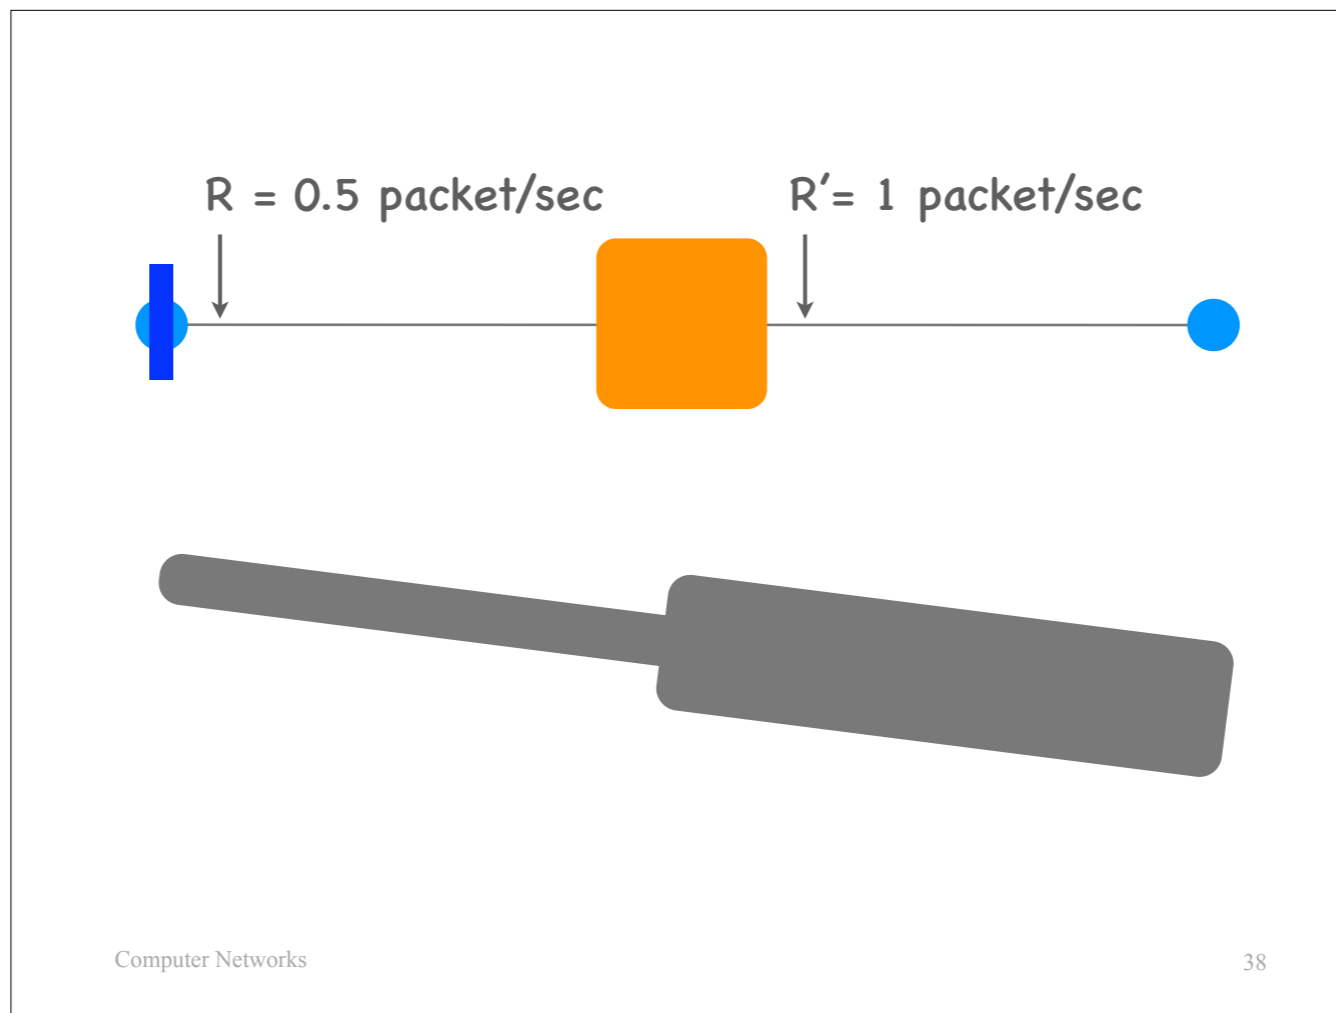 R = 0.5 packet/sec R′= 1 packet/sec
Computer Networks 38